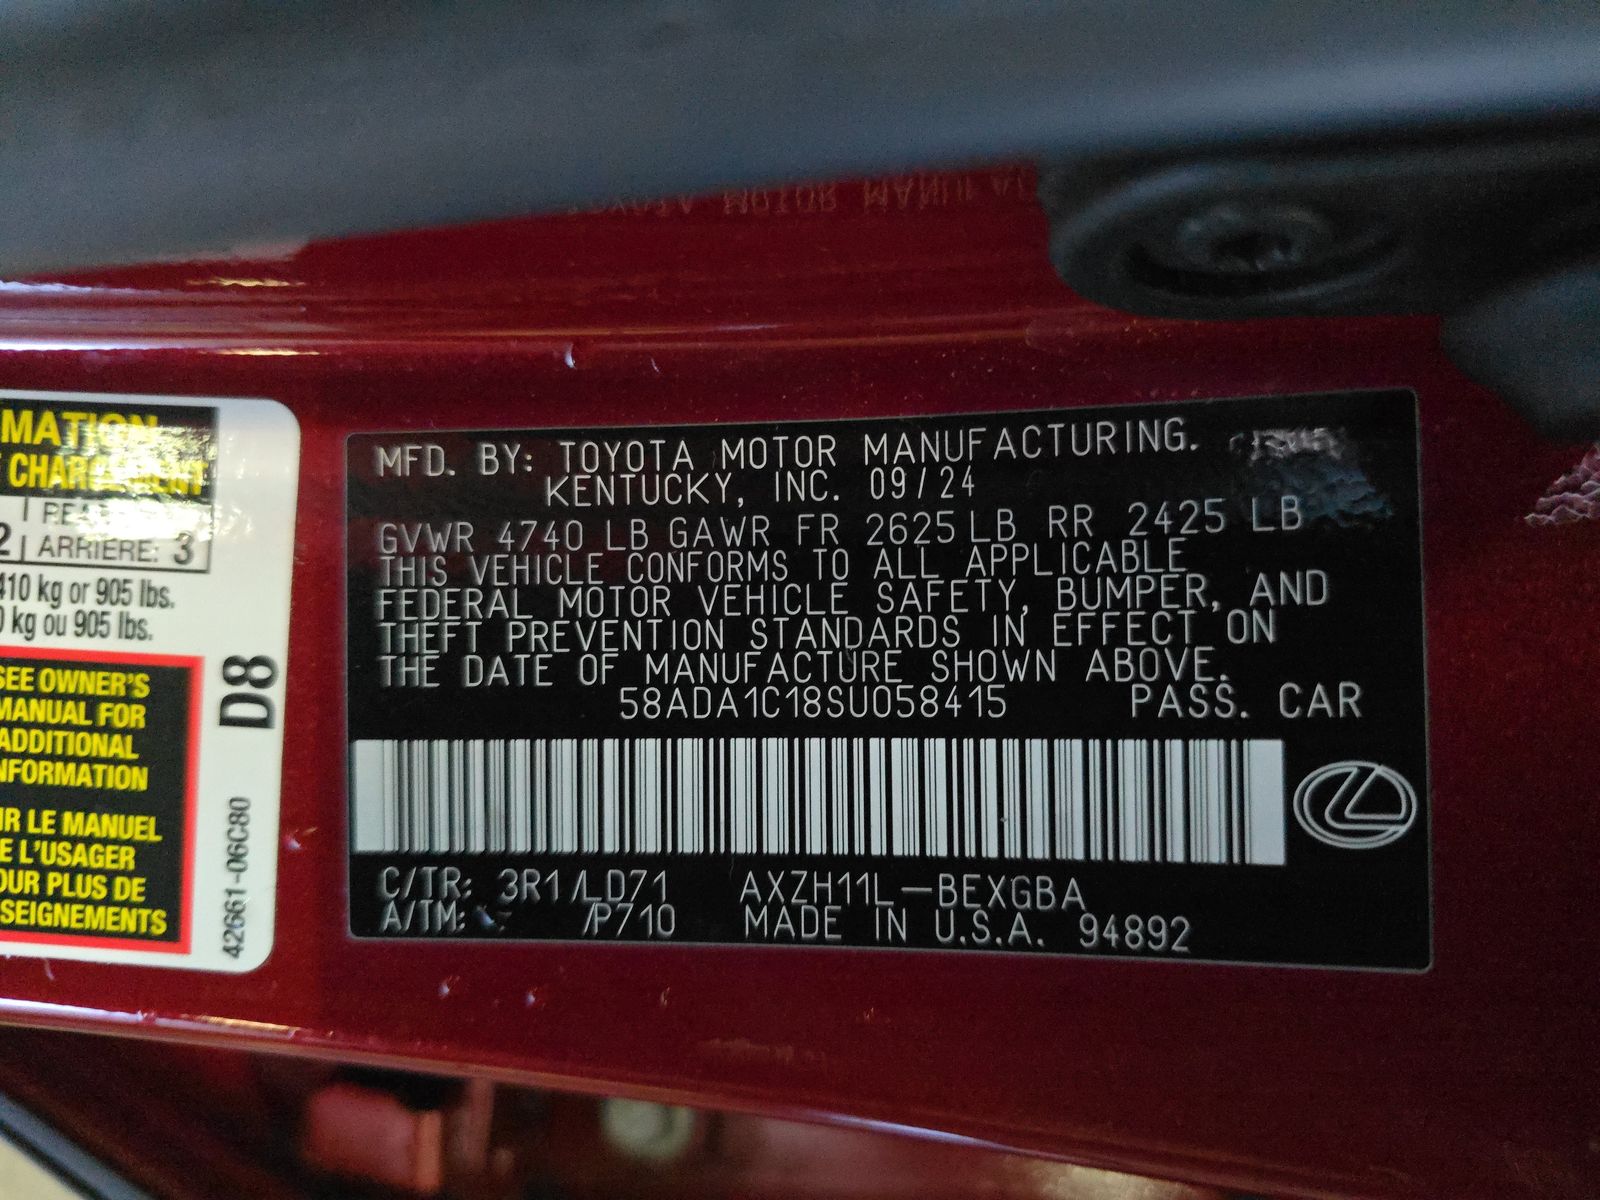 MATION
CHARGEMENT
2 | ARRIÈRE: 3
410 kg or 905 lbs.
0 kg ou 905 lbs.
SEE OWNER'S
MANUAL FOR
ADDITIONAL
NFORMATION
IR LE MANUEL
E L'USAGER
OUR PLUS DE
SEIGNEMENTS
D8
42661-06C80
MFD. BY: TOYOTA MOTOR MANUFACTURING.
KENTUCKY, INC. 09/24
GVWR 4740 LB GAWR FR 2625 LB RR 2425 LB
THIS VEHICLE CONFORMS TO ALL APPLICABLE
FEDERAL MOTOR VEHICLE SAFETY, BUMPER, AND
THEFT PREVENTION STANDARDS IN EFFECT ON
THE DATE OF MANUFACTURE SHOWN ABOVE.
58ADA1C18SU058415 PASS. CAR
C/TR: 3R1/LD71 AXZH11L-BEXGBA
A/TM: /P710 MADE IN U.S.A. 94892